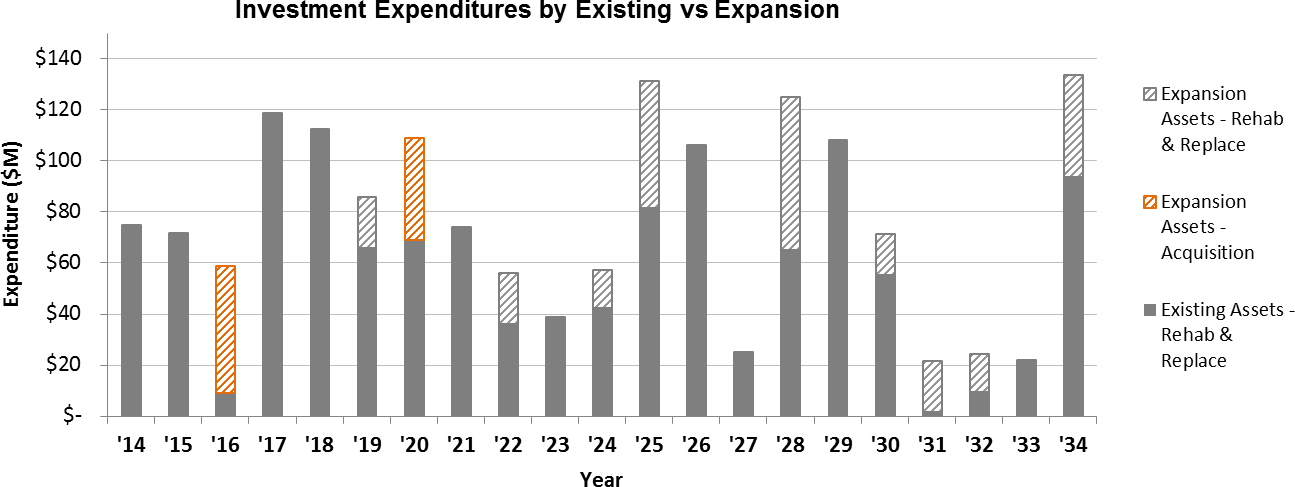 Investment Expenditures by Existing vs Expansion
Expenditure ($M)
$140
$120
$100
$80
$60
$40
$20
$-
'14 '15 '16 '17 '18 '19 '20 '21 '22 '23 '24 '25 '26 '27 '28 '29 '30 '31 '32 '33 '34
Year
Expansion
Assets - Rehab
& Replace
Expansion
Assets -
Acquisition
Existing Assets -
Rehab &
Replace